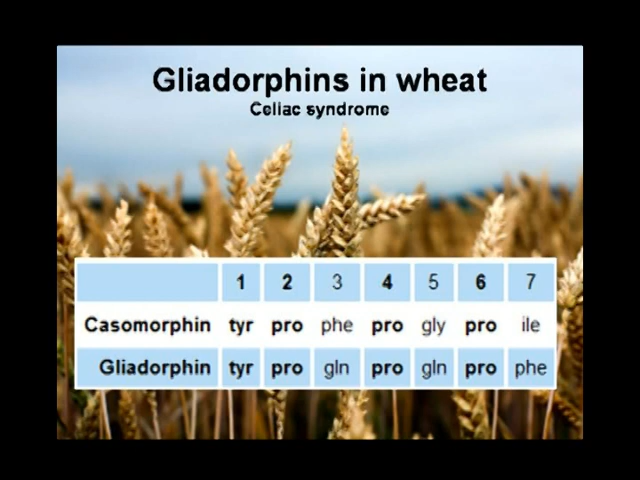 Gliadorphins in wheat
Celiac syndrome
1 2 3 4 5 6 7
Casomorphin tyr pro phe pro gly pro ile
Gliadorphin tyr pro gln pro gln pro phe